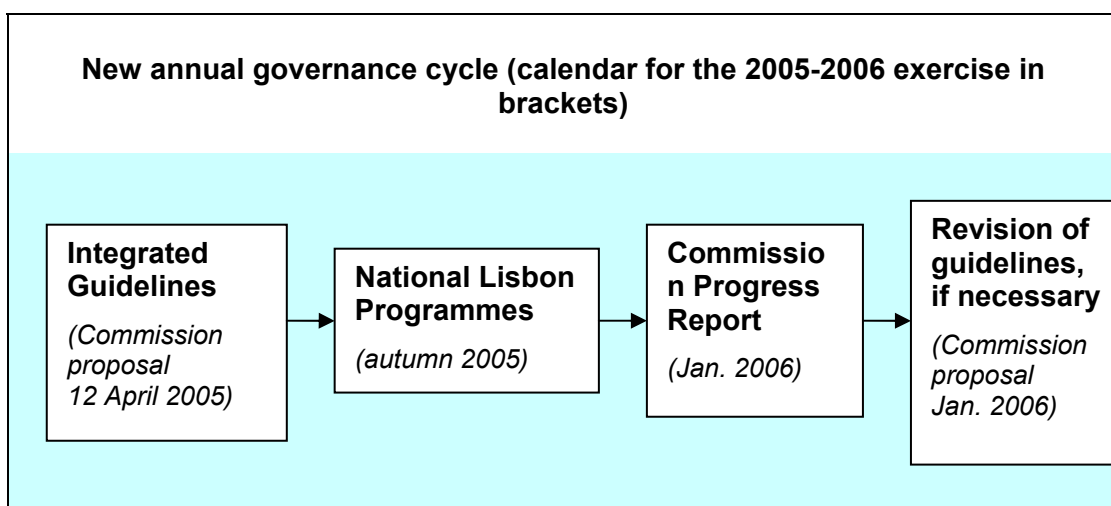 New annual governance cycle (calendar for the 2005-2006 exercise in
brackets)
Integrated
Guidelines
(Commission
proposal
12 April 2005)
National Lisbon
Programmes
(autumn 2005)
Commissio
n Progress
Report
(Jan. 2006)
Revision of
guidelines,
if necessary
(Commission
proposal
Jan. 2006)